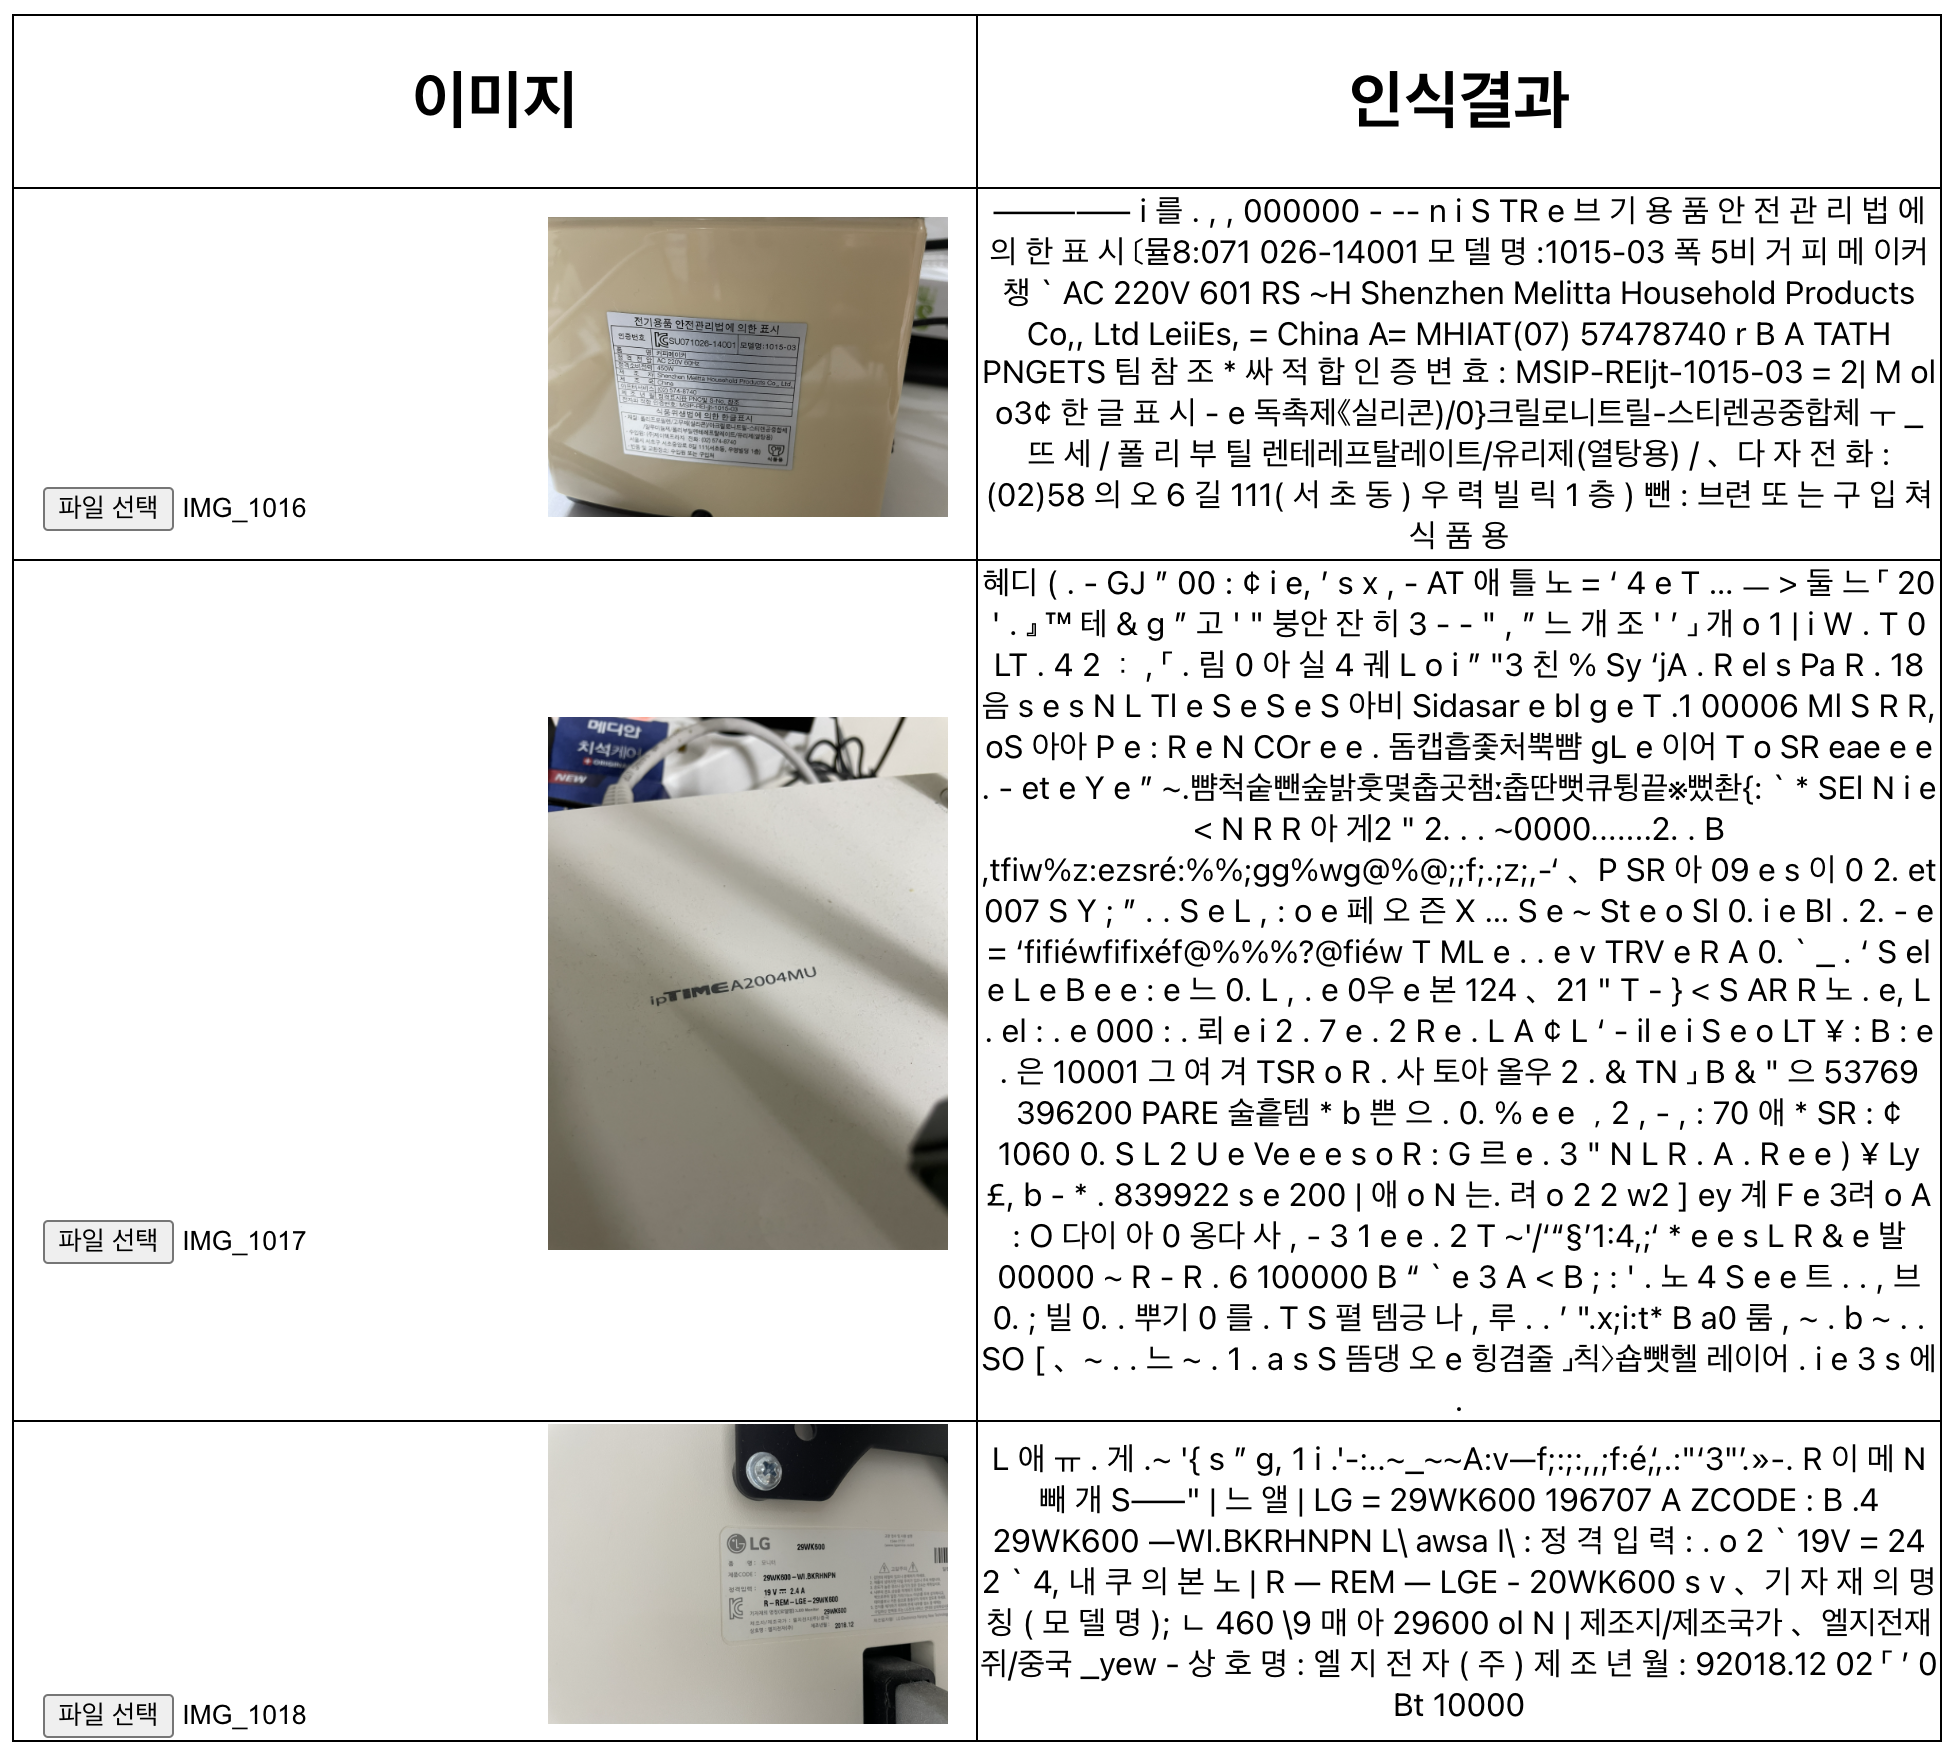 이미지
인식결과
전기용품 안전관리법에 의한 표시
인증번호 SU071026-14001 모델명:1015-03
커피메이커
AC 220V 60Hz
450W
Shenzhen Melitta Household Products Co., Ltd
China
식품위생법에 의한 한글표시
파일 선택 IMG_1016
————— i 를 . , , 000000 - -- n i S TR e 브 기 용 품 안 전 관 리 법 에
의 한 표 시〔뮬8:071 026-14001 모 델 명 :1015-03 폭 5비 거 피 메 이커
챙 ` AC 220V 601 RS ~H Shenzhen Melitta Household Products
Co,, Ltd LeiiEs, = China A= MHIAT(07) 57478740 r B A TATH
PNGETS 팀 참 조 * 싸 적 합 인 증 변 효 : MSIP-REIjt-1015-03 = 2| M ol
o3¢ 한 글 표 시 - e 독촉제《실리콘)/0}크릴로니트릴-스티렌공중합체 ㅜ _
뜨 세 / 폴 리 부 틸 렌테레프탈레이트/유리제(열탕용) / 、다 자 전 화 :
(02)58 의 오 6 길 111( 서 초 동 ) 우 력 빌 릭 1 층 ) 뺀 : 브련 또 는 구 입 쳐
식 품 용
메디안
치석케어
ORIGINAL
NEW
ipTIME A2004MU
파일 선택 IMG_1017
혜디 ( . - GJ ” 00 : ¢ i e, ’ s x , - AT 애 틀 노 = ‘ 4 e T ... ㅡ > 둘 느「 20
' . 』™ 테 & g ” 고 ' " 붕안 잔 히 3 - - " , ” 느 개 조 ' ’ 」개 o 1 | i W . T 0
LT . 4 2 ： ,「 . 림 0 아 실 4 궤 L o i ” "3 친 % Sy ‘jA . R el s Pa R . 18
음 s e s N L Tl e S e S e S 아비 Sidasar e bl g e T .1 00006 Ml S R R,
oS 아아 P e : R e N COr e e . 돔캡흡좇처뿍뺨 gL e 이어 T o SR eae e e
. - et e Y e ” ~.뺨척숱뺀숲밝훗몇춥곳챔:춥딴뻣큐튕끝※뻤촨{: ` * SEl N i e
< N R R 아 게2 " 2. . . ~0000.......2. . B
,tfiw%z:ezsré:%%;gg%wg@%@;;f;.;z;,-‘ 、P SR 아 09 e s 이 0 2. et
007 S Y ; ” . . S e L , : o e 페 오 즌 X ... S e ~ St e o Sl 0. i e Bl . 2. - e
= ‘fifiéwfifixéf@%%%?@fiéw T ML e . . e v TRV e R A 0. ` _ . ‘ S el
e L e B e e : e 느 0. L , . e 0우 e 본 124 、21 " T - } < S AR R 노 . e, L
. el : . e 000 : . 뢰 e i 2 . 7 e . 2 R e . L A ¢ L ‘ - il e i S e o LT ¥ : B : e
. 은 10001 그 여 겨 TSR o R . 사 토아 올우 2 . & TN 」B & " 으 53769
396200 PARE 술흩템 * b 쁜 으 . 0. % e e ，2 , - , : 70 애 * SR : ¢
1060 0. S L 2 U e Ve e e s o R : G 르 e . 3 " N L R . A . R e e ) ¥ Ly
£, b - * . 839922 s e 200 | 애 o N 는. 려 o 2 2 w2 ] ey 계 F e 3려 o A
: O 다이 아 0 옹다 사 , - 3 1 e e . 2 T ~'/‘“§’1:4,;‘ * e e s L R & e 발
00000 ~ R - R . 6 100000 B “ ` e 3 A < B ; : ' . 노 4 S e e 트 . . , 브
0. ; 빌 0. . 뿌기 0 를 . T S 펼 템긍 나 , 루 . . ’ ".x;i:t* B a0 룸 , ~ . b ~ . .
SO [ 、~ . . 느 ~ . 1 . a s S 뜸댕 오 e 힝겸줄 」칙〉숍뺏헬 레이어 . i e 3 s 에
.
LG 29WK600
29WK600-WI.BKRHNPN
19 V 2.4 A
R-REM-LGE-29WK600
29WK600
2018.12
파일 선택 IMG_1018
L 애 ㅠ . 게 .~ '{ s ” g, 1 i .'-:..~_~~A:v—f;:;:,,;f:é,‘,.:"‘3"’.»-. R 이 메 N
빼 개 S——" | 느 앨 | LG = 29WK600 196707 A ZCODE : B .4
29WK600 —WI.BKRHNPN L\ awsa I\ : 정 격 입 력 : . o 2 ` 19V = 24
2 ` 4, 내 쿠 의 본 노 | R — REM — LGE - 20WK600 s v 、기 자 재 의 명
칭 ( 모 델 명 ); ㄴ 460 \9 매 아 29600 ol N | 제조지/제조국가 、엘지전재
쥐/중국 _yew - 상 호 명 : 엘 지 전 자 ( 주 ) 제 조 년 월 : 92018.12 02「 ’ 0
Bt 10000